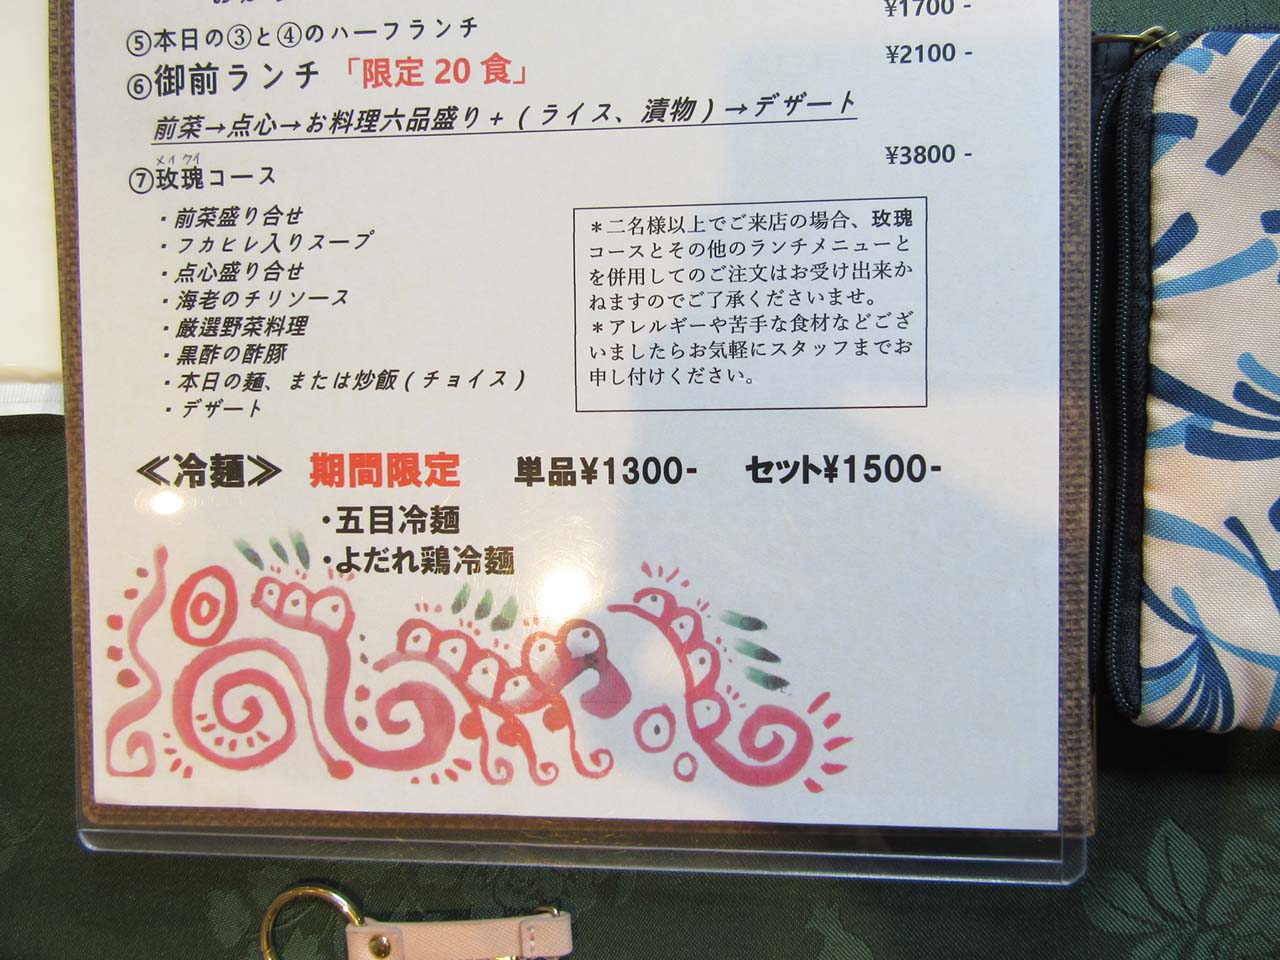 ¥1700 -
⑤本日の③と④のハーフランチ
¥2100 -
⑥御前ランチ「限定 20 食」
前菜→点心→お料理六品盛り+(ライス、漬物)→デザート
¥3800 -
メイクイ
⑦玫瑰コース
・前菜盛り合せ
・フカヒレ入りスープ
・点心盛り合せ
・海老のチリソース
・厳選野菜料理
・黒酢の酢豚
・本日の麺、または炒飯(チョイス)
・デザート
＊二名様以上でご来店の場合、玫瑰
コースとその他のランチメニューと
を併用してのご注文はお受け出来か
ねますのでご了承くださいませ。
＊アレルギーや苦手な食材などござ
いましたらお気軽にスタッフまでお
申し付けください。
≪冷麺≫ 期間限定 単品¥1300- セット¥1500-
・五目冷麺
・よだれ鶏冷麺